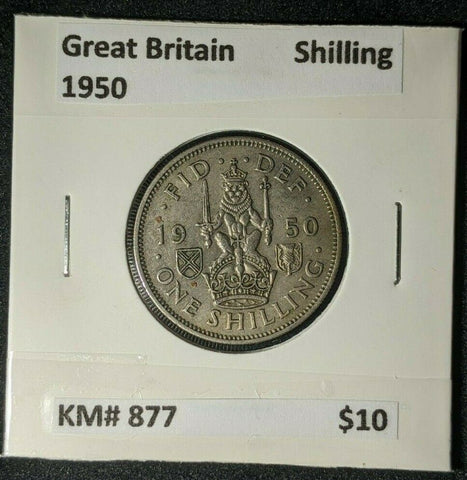 Great Britain Shilling
1950
· FID · DEF ·
19 50
· ONE SHILLING ·
KM# 877 $10